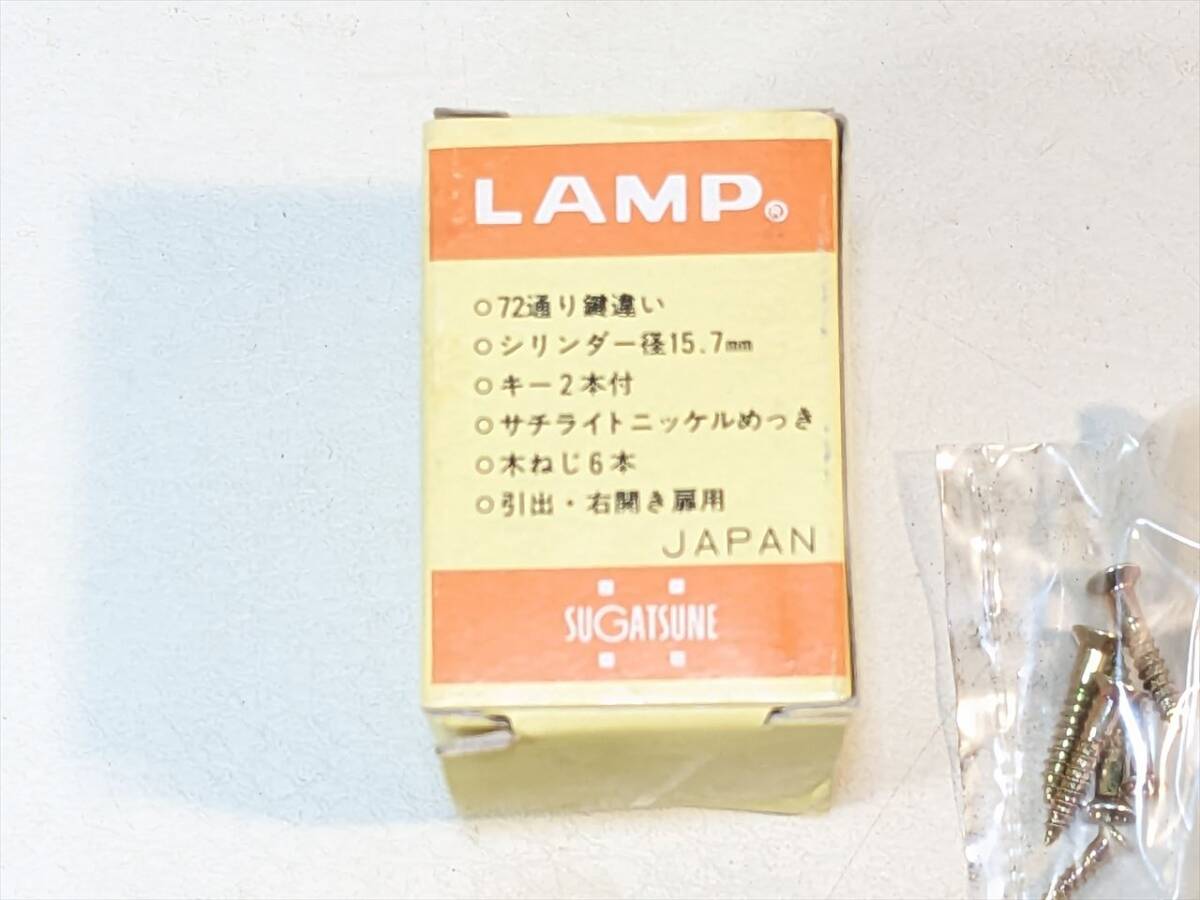 LAMP®
○72通り鍵違い
○シリンダー径15.7mm
○キー2本付
○サチライトニッケルめっき
○木ねじ6本
○引出・右開き扉用
JAPAN
SUGATSUNE